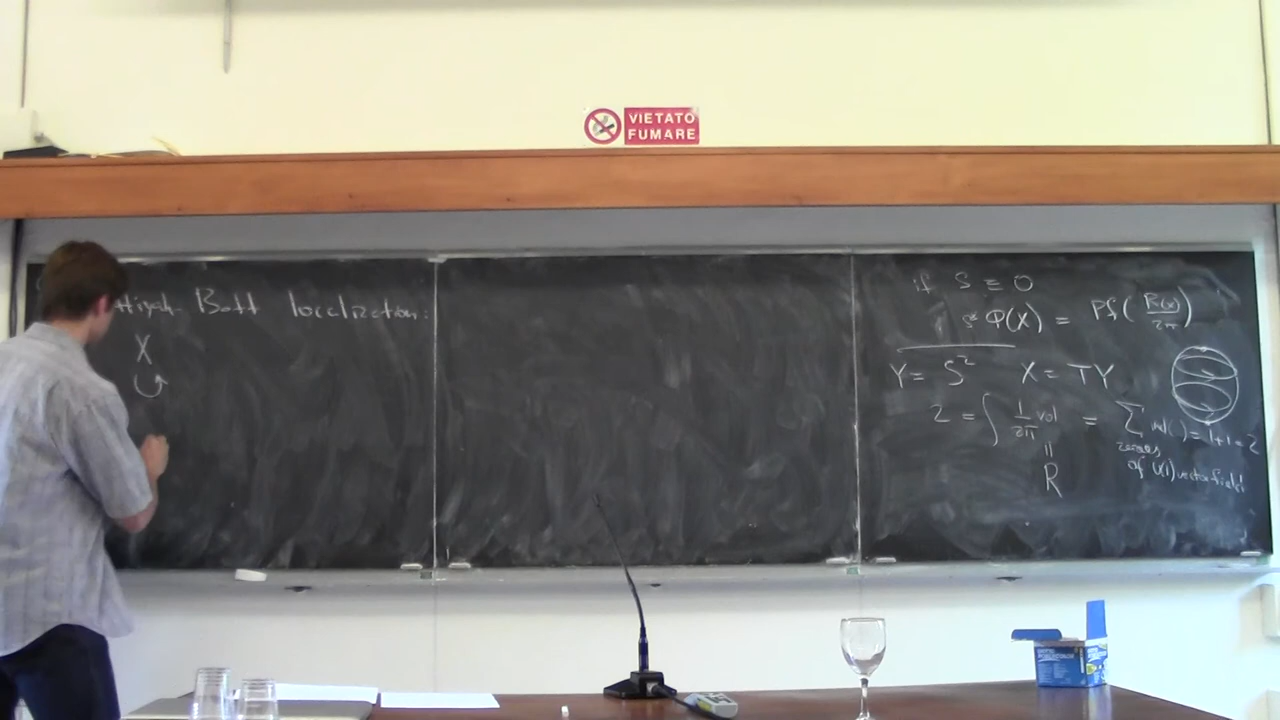 VIETATO
FUMARE
Bott localization:
X
if S ≡ 0
s* Φ(X) = Pf( R(x) / 2π )
Y = S² X = TY
2 = ∫ 1/2π vol = Σ ind( ) = 1+1=2
zeroes
of U(1) vector field
॥
R